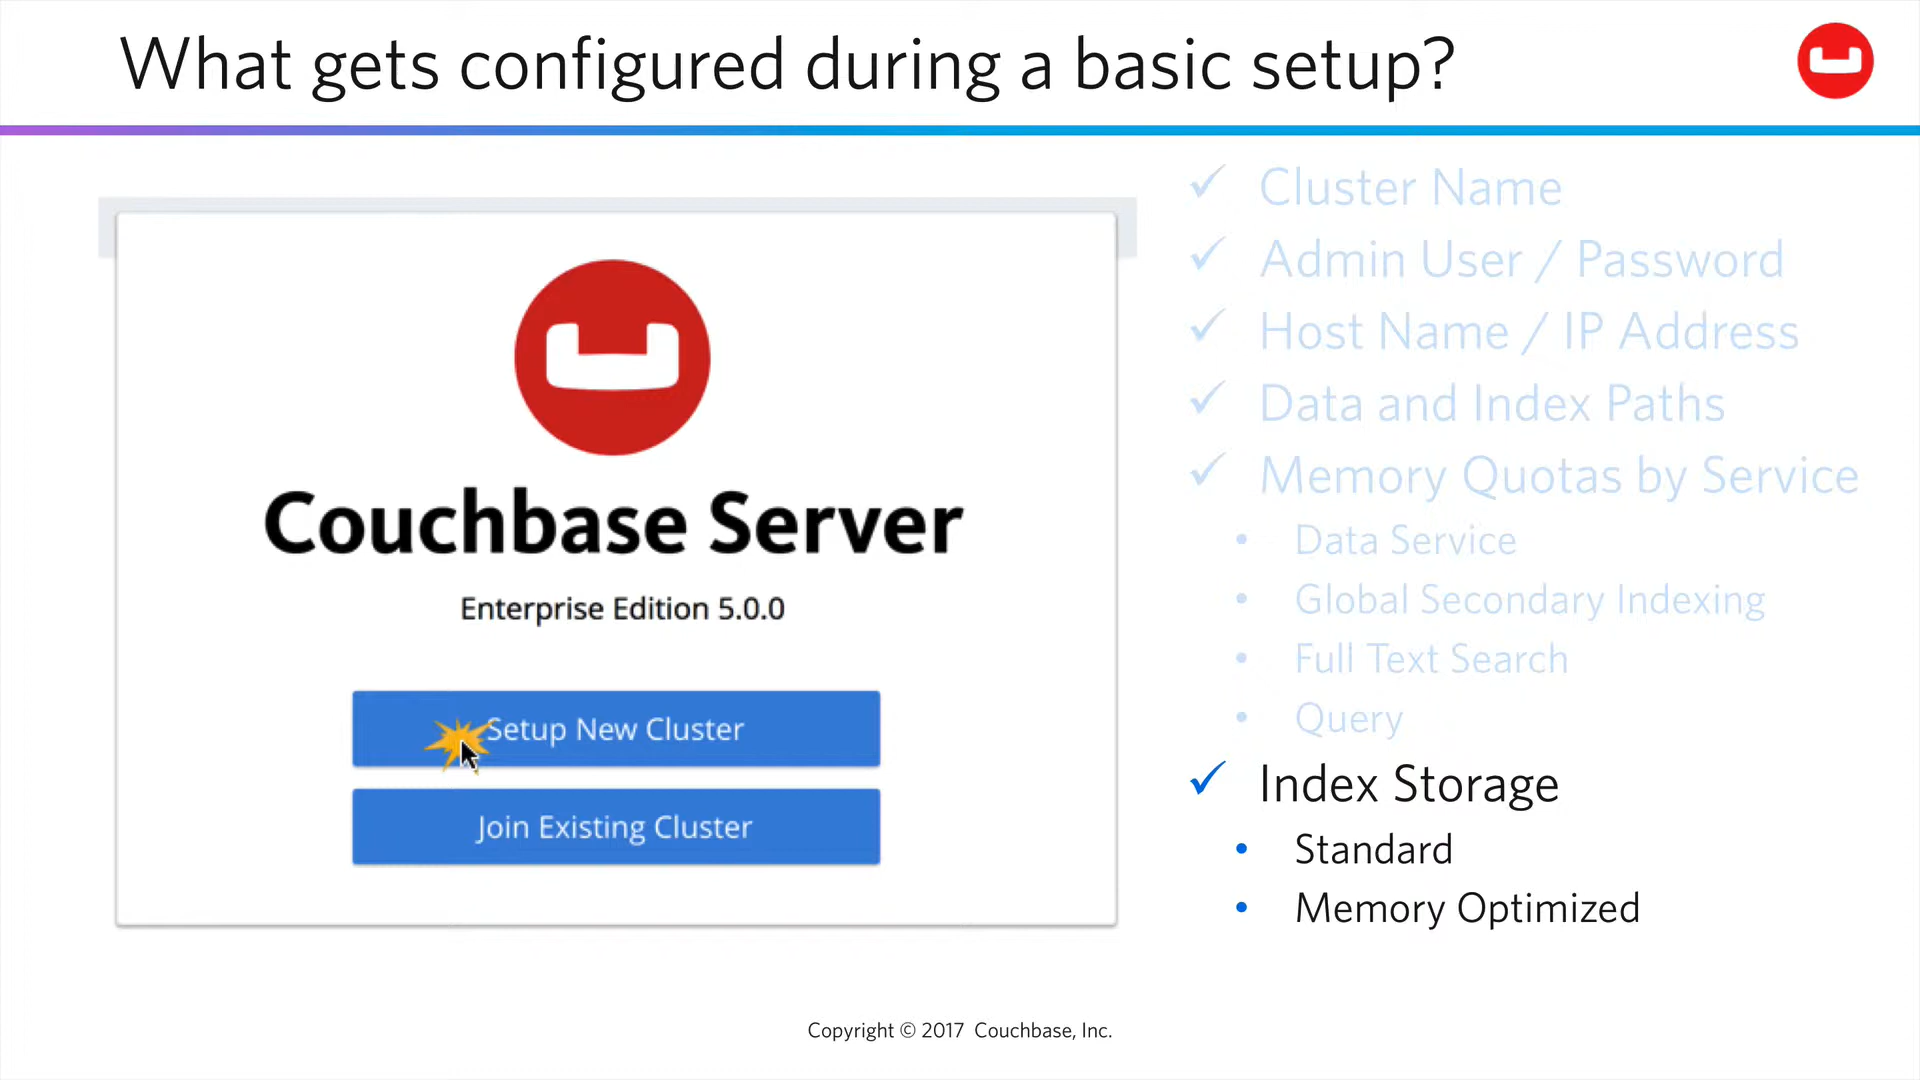 What gets configured during a basic setup?
Couchbase Server
Enterprise Edition 5.0.0
Setup New Cluster
Join Existing Cluster
✓ Cluster Name
✓ Admin User / Password
✓ Host Name / IP Address
✓ Data and Index Paths
✓ Memory Quotas by Service
• Data Service
• Global Secondary Indexing
• Full Text Search
• Query
✓ Index Storage
• Standard
• Memory Optimized
Copyright © 2017 Couchbase, Inc.